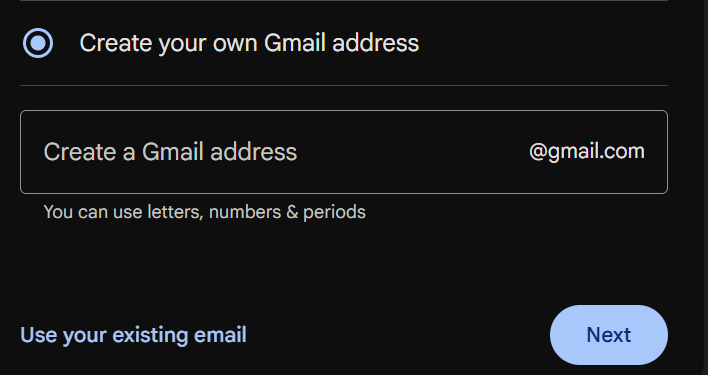 Create your own Gmail address
Create a Gmail address @gmail.com
You can use letters, numbers & periods
Use your existing email Next